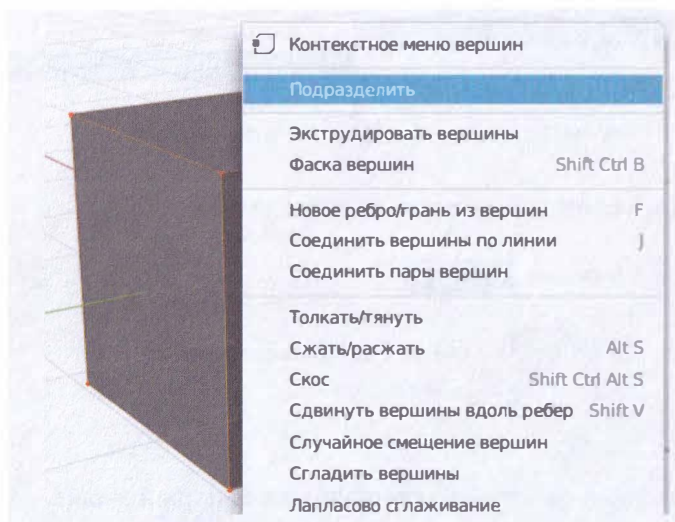 Контекстное меню вершин
Подразделить
Экструдировать вершины
Фаска вершин Shift Ctrl B
Новое ребро/грань из вершин F
Соединить вершины по линии J
Соединить пары вершин
Толкать/тянуть
Сжать/расжать Alt S
Скос Shift Ctrl Alt S
Сдвинуть вершины вдоль ребер Shift V
Случайное смещение вершин
Сгладить вершины
Лапласово сглаживание